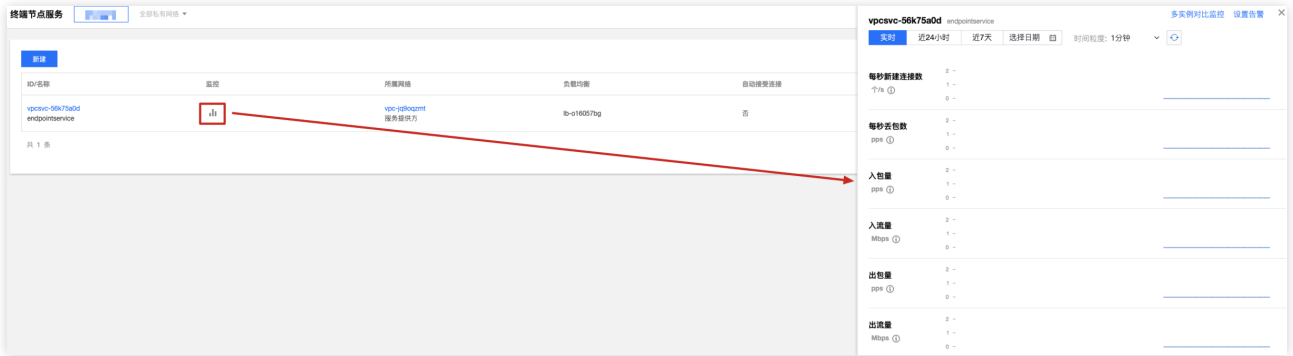 终端节点服务 全部私有网络
新建
ID/名称 监控 所属网络 负载均衡 自动接受连接
vpcsvc-56k75a0d vpc-jq9oqzmt lb-o16057bg 否
endpointservice 服务提供方
共 1 条
vpcsvc-56k75a0d endpointservice 多实例对比监控 设置告警
实时 近24小时 近7天 选择日期 时间粒度: 1分钟
每秒新建连接数
个/s
2
1
0
每秒丢包数
pps
2
1
0
入包量
pps
2
1
0
入流量
Mbps
2
1
0
出包量
pps
2
1
0
出流量
Mbps
2
1
0